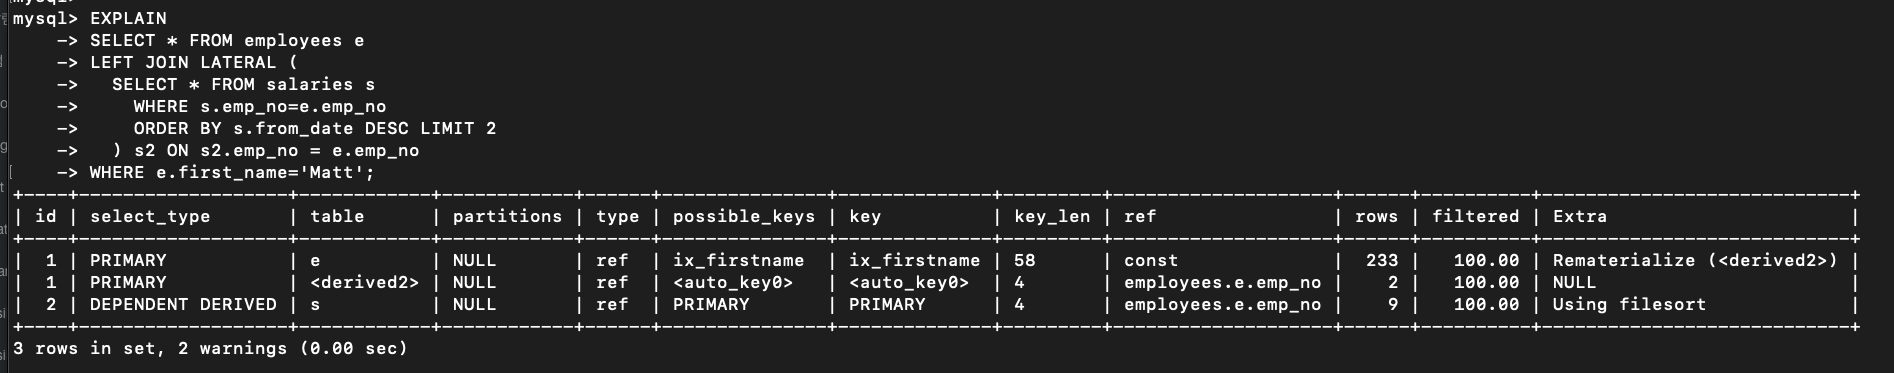 mysql> EXPLAIN
    -> SELECT * FROM employees e
    -> LEFT JOIN LATERAL (
    ->   SELECT * FROM salaries s
    ->     WHERE s.emp_no=e.emp_no
    ->     ORDER BY s.from_date DESC LIMIT 2
    ->   ) s2 ON s2.emp_no = e.emp_no
    -> WHERE e.first_name='Matt';
+----+-------------------+------------+------------+------+---------------+--------------+---------+--------------------+------+----------+----------------------------+
| id | select_type       | table      | partitions | type | possible_keys | key          | key_len | ref                | rows | filtered | Extra                      |
+----+-------------------+------------+------------+------+---------------+--------------+---------+--------------------+------+----------+----------------------------+
|  1 | PRIMARY           | e          | NULL       | ref  | ix_firstname  | ix_firstname | 58      | const              |  233 |   100.00 | Rematerialize (<derived2>) |
|  1 | PRIMARY           | <derived2> | NULL       | ref  | <auto_key0>   | <auto_key0>  | 4       | employees.e.emp_no |    2 |   100.00 | NULL                       |
|  2 | DEPENDENT DERIVED | s          | NULL       | ref  | PRIMARY       | PRIMARY      | 4       | employees.e.emp_no |    9 |   100.00 | Using filesort             |
+----+-------------------+------------+------------+------+---------------+--------------+---------+--------------------+------+----------+----------------------------+
3 rows in set, 2 warnings (0.00 sec)